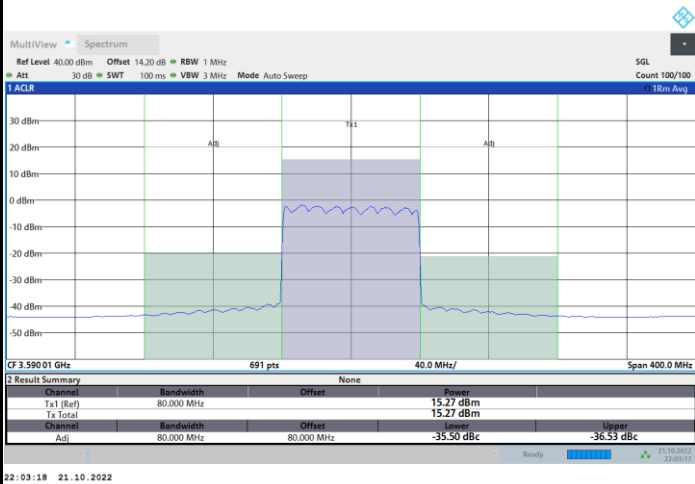 MultiView Spectrum
Ref Level 40.00 dBm Offset 14.20 dB RBW 1 MHz SGL
Att 30 dB SWT 100 ms VBW 3 MHz Mode Auto Sweep Count 100/100
1 ACLR 1Rm Avg
30 dBm
Tx1
20 dBm
Adj Adj
10 dBm
0 dBm
-10 dBm
-20 dBm
-30 dBm
-40 dBm
-50 dBm
CF 3.590 01 GHz 691 pts 40.0 MHz/ Span 400.0 MHz
2 Result Summary None
Channel Bandwidth Offset Power
Tx1 (Ref) 80.000 MHz 15.27 dBm
Tx Total 15.27 dBm
Channel Bandwidth Offset Lower Upper
Adj 80.000 MHz 80.000 MHz -35.50 dBc -36.53 dBc
Ready 21.10.2022
22:03:17
22:03:18 21.10.2022